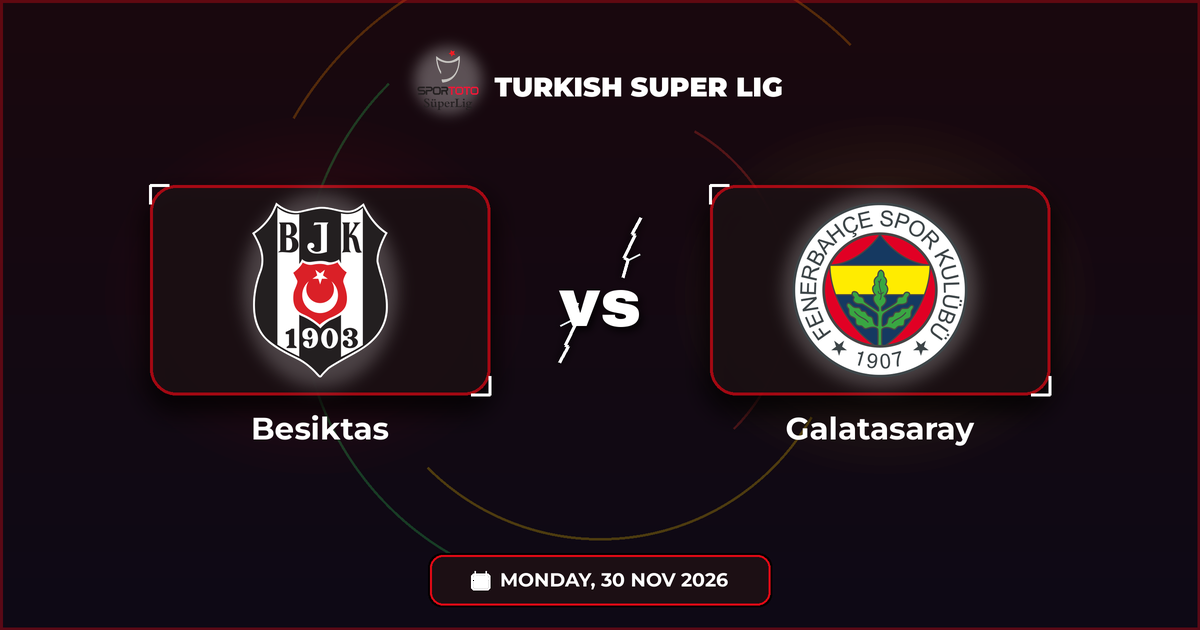 SPORTOTO
SüperLig
TURKISH SUPER LIG
BJK
1903
VS
FENERBAHÇE SPOR KULÜBÜ
1907
Besiktas
Galatasaray
MONDAY, 30 NOV 2026